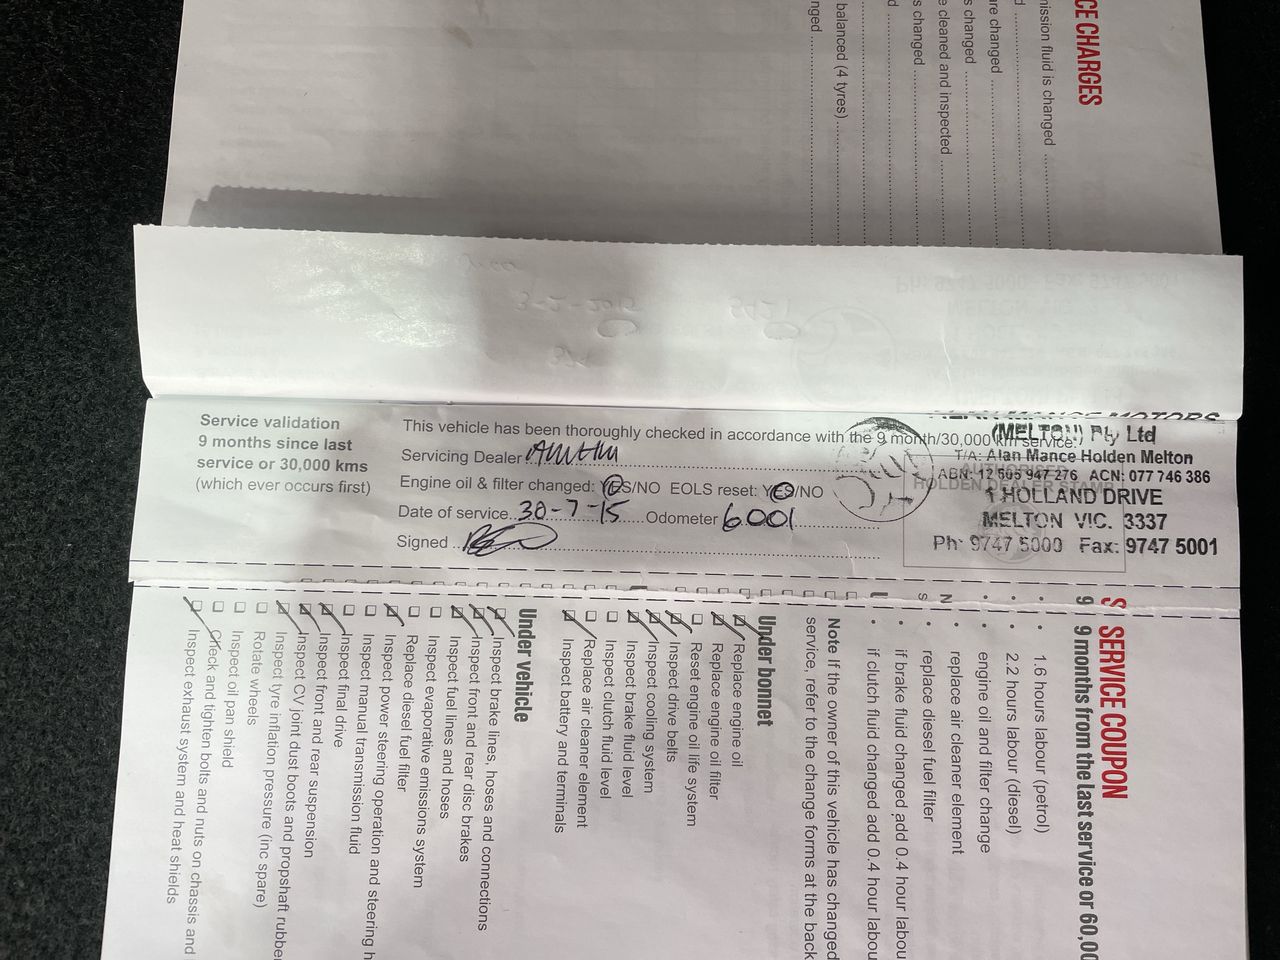 CE CHARGES
mission fluid is changed
are changed
s changed
e cleaned and inspected
s changed
balanced (4 tyres)
nged
Service validation
9 months since last
service or 30,000 kms
(which ever occurs first)
This vehicle has been thoroughly checked in accordance with the 9 month/30,000 km service.
Servicing Dealer
Engine oil & filter changed: YES/NO EOLS reset: YES/NO
Date of service 30-7-15 Odometer 6001
Signed
ALAN MANCE MOTORS
(MELTON) Pty Ltd
T/A: Alan Mance Holden Melton
ABN: 12 605 947 276 ACN: 077 746 386
AUTHORISED
HOLDEN DEALER STAMP
1 HOLLAND DRIVE
MELTON VIC. 3337
Ph: 9747 5000 Fax: 9747 5001
SERVICE COUPON
9 months from the last service or 60,00
• 1.6 hours labour (petrol)
• 2.2 hours labour (diesel)
• engine oil and filter change
• replace air cleaner element
• replace diesel fuel filter
• if brake fluid changed add 0.4 hour labou
• if clutch fluid changed add 0.4 hour labou
Note If the owner of this vehicle has changed
service, refer to the change forms at the back
Under bonnet
Replace engine oil
Replace engine oil filter
Reset engine oil life system
Inspect drive belts
Inspect cooling system
Inspect brake fluid level
Inspect clutch fluid level
Replace air cleaner element
Inspect battery and terminals
Under vehicle
Inspect brake lines, hoses and connections
Inspect front and rear disc brakes
Inspect fuel lines and hoses
Inspect evaporative emissions system
Replace diesel fuel filter
Inspect power steering operation and steering h
Inspect manual transmission fluid
Inspect final drive
Inspect front and rear suspension
Inspect CV joint dust boots and propshaft rubber
Inspect tyre inflation pressure (inc spare)
Rotate wheels
Inspect oil pan shield
Check and tighten bolts and nuts on chassis and
Inspect exhaust system and heat shields